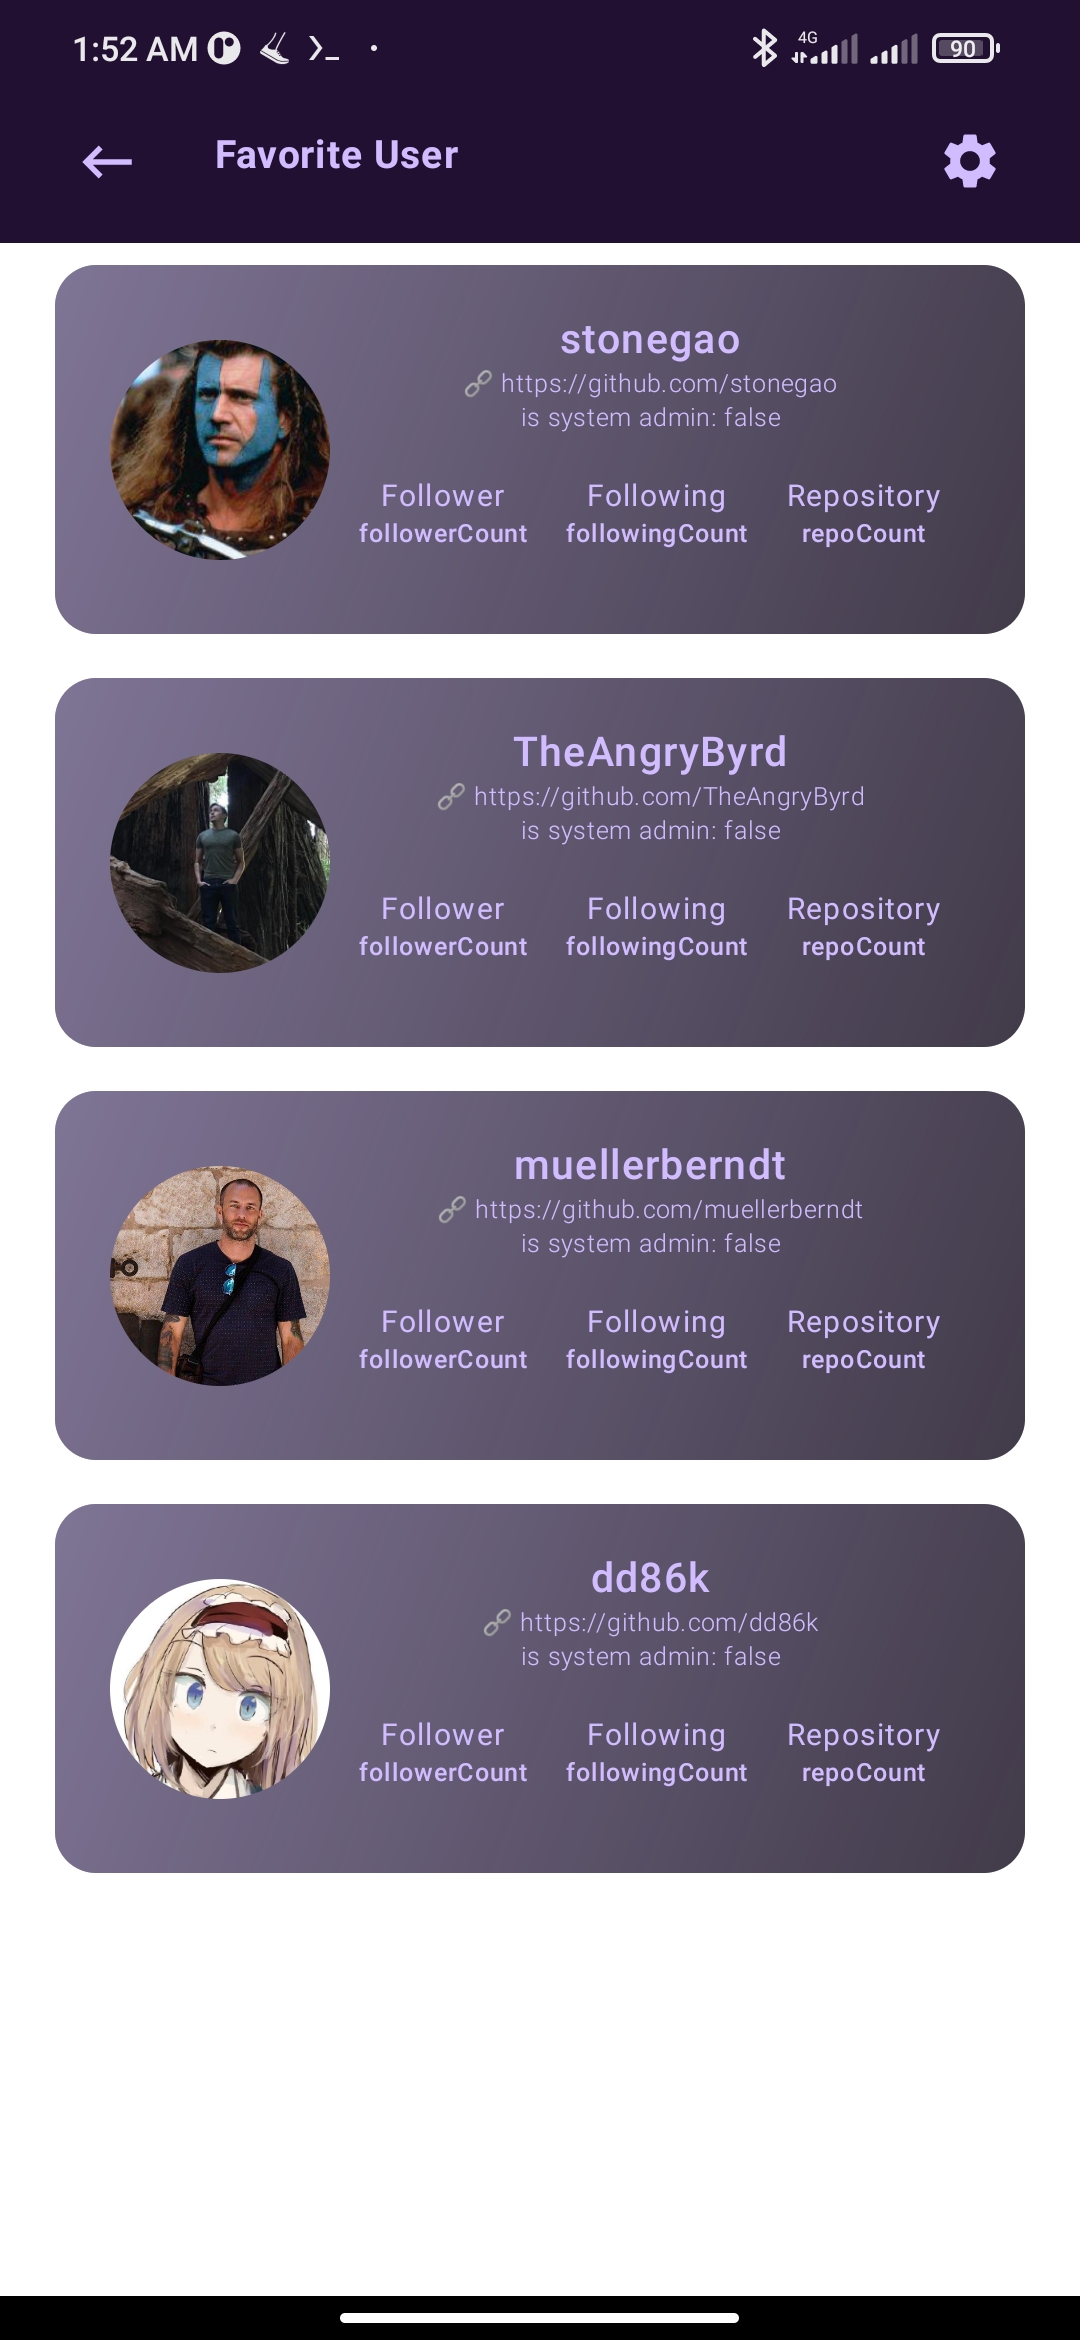 1:52 AM
4G
90
Favorite User
stonegao
https://github.com/stonegao
is system admin: false
Follower Following Repository
followerCount followingCount repoCount
TheAngryByrd
https://github.com/TheAngryByrd
is system admin: false
Follower Following Repository
followerCount followingCount repoCount
muellerberndt
https://github.com/muellerberndt
is system admin: false
Follower Following Repository
followerCount followingCount repoCount
dd86k
https://github.com/dd86k
is system admin: false
Follower Following Repository
followerCount followingCount repoCount